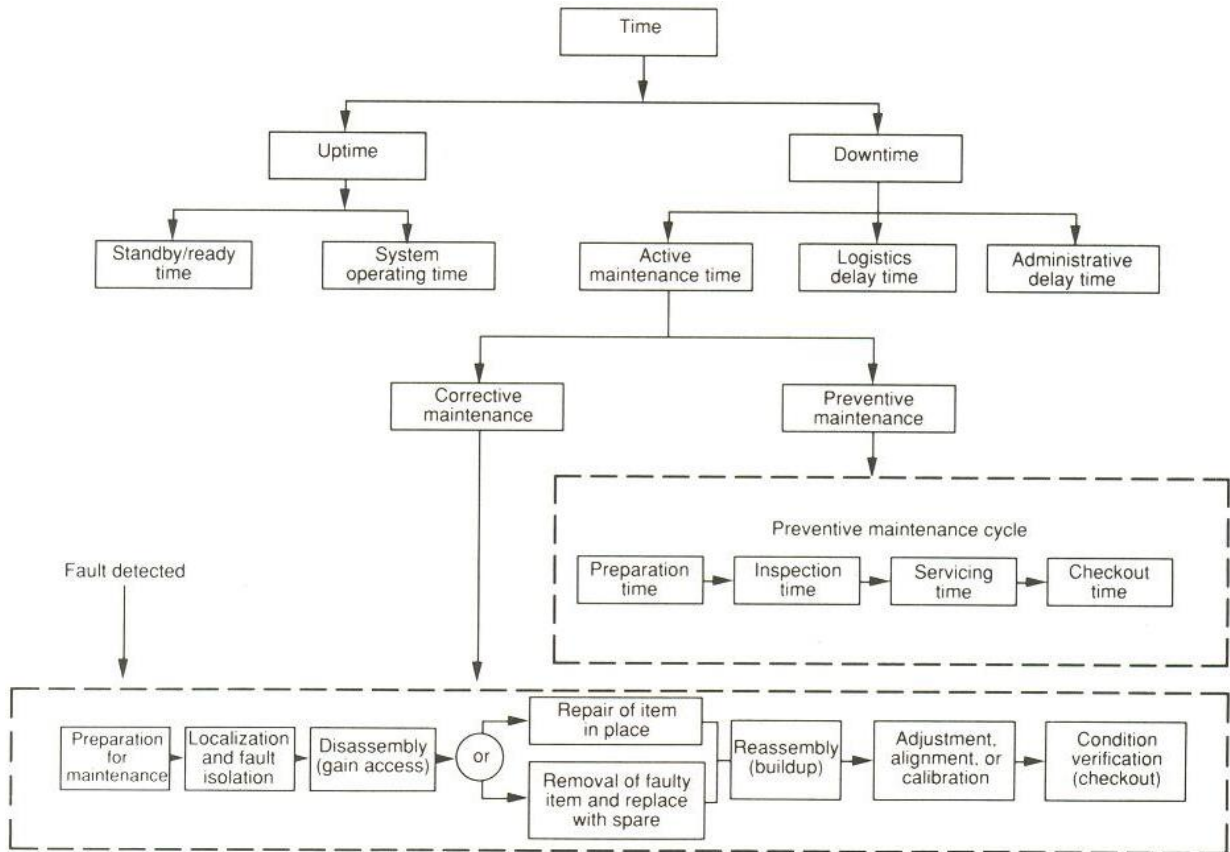 Time
Uptime
Downtime
Standby/ready
time
System
operating time
Active
maintenance time
Logistics
delay time
Administrative
delay time
Corrective
maintenance
Preventive
maintenance
Preventive maintenance cycle
Preparation
time
Inspection
time
Servicing
time
Checkout
time
Fault detected
Preparation
for
maintenance
Localization
and fault
isolation
Disassembly
(gain access)
or
Repair of item
in place
Removal of faulty
item and replace
with spare
Reassembly
(buildup)
Adjustment,
alignment, or
calibration
Condition
verification
(checkout)